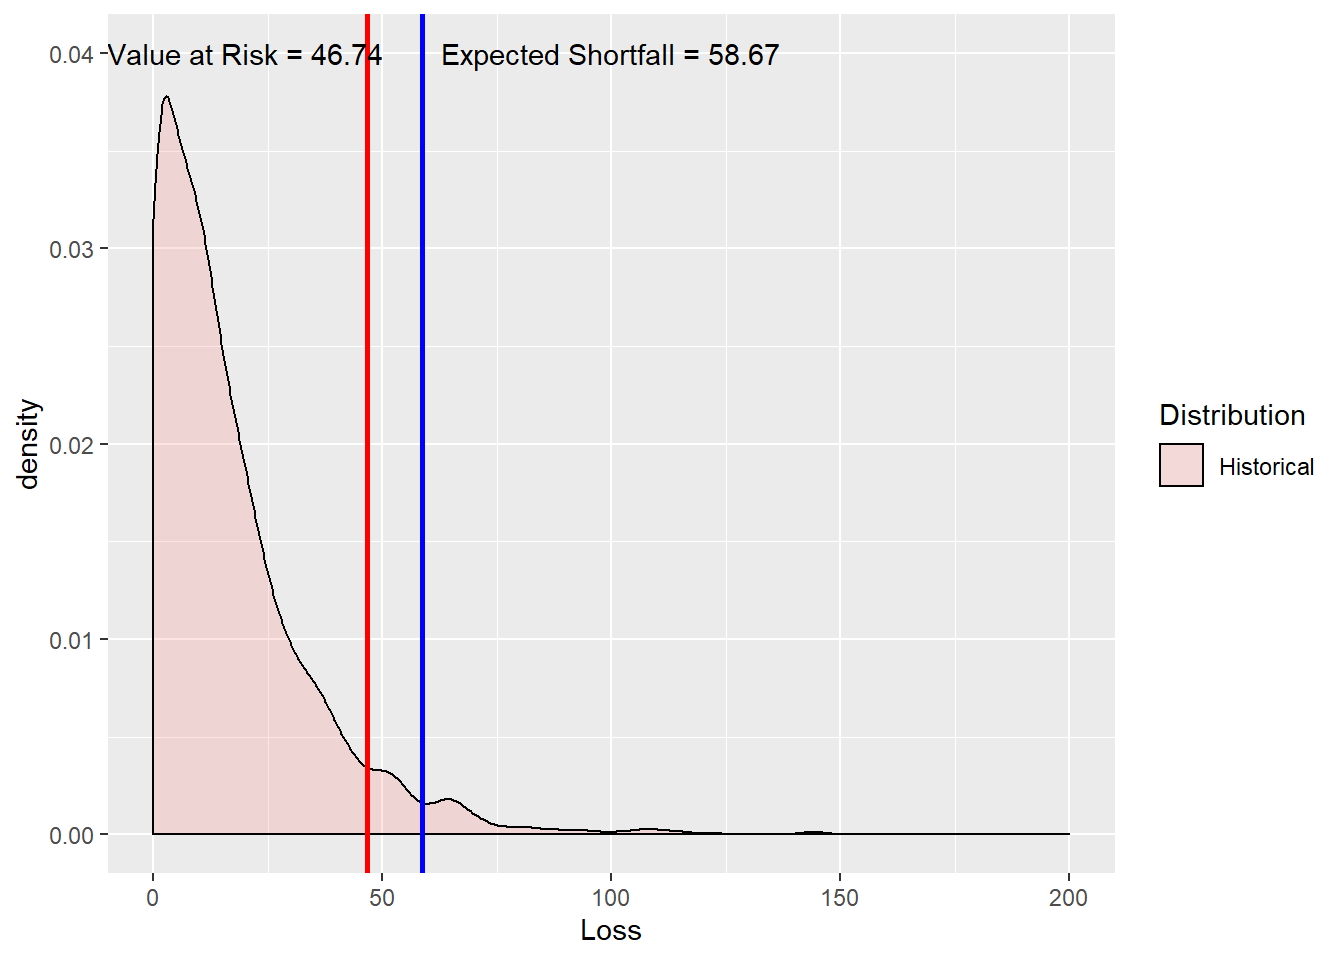 Value at Risk = 46.74
Expected Shortfall = 58.67
0.04
0.03
0.02
0.01
0.00
density
0
50
100
150
200
Loss
Distribution
Historical